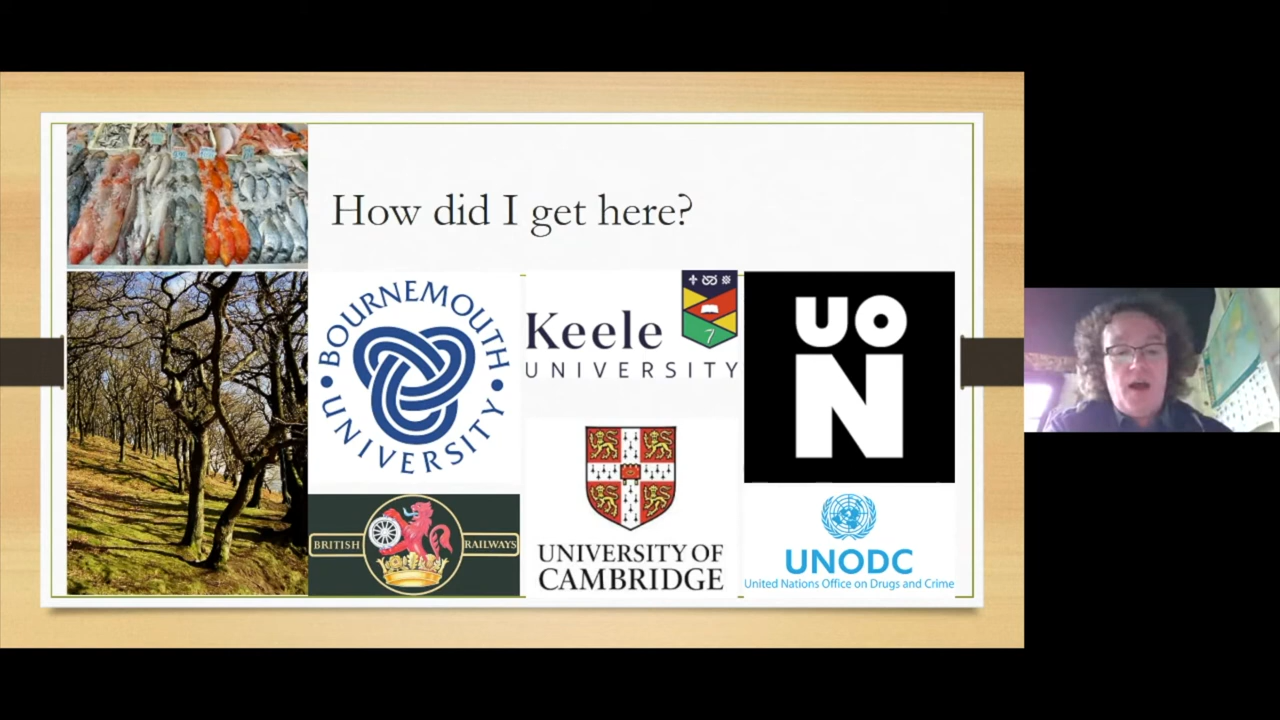 How did I get here?
BOURNEMOUTH
UNIVERSITY
Keele
UNIVERSITY
UO
N
BRITISH RAILWAYS
UNIVERSITY OF
CAMBRIDGE
UNODC
United Nations Office on Drugs and Crime